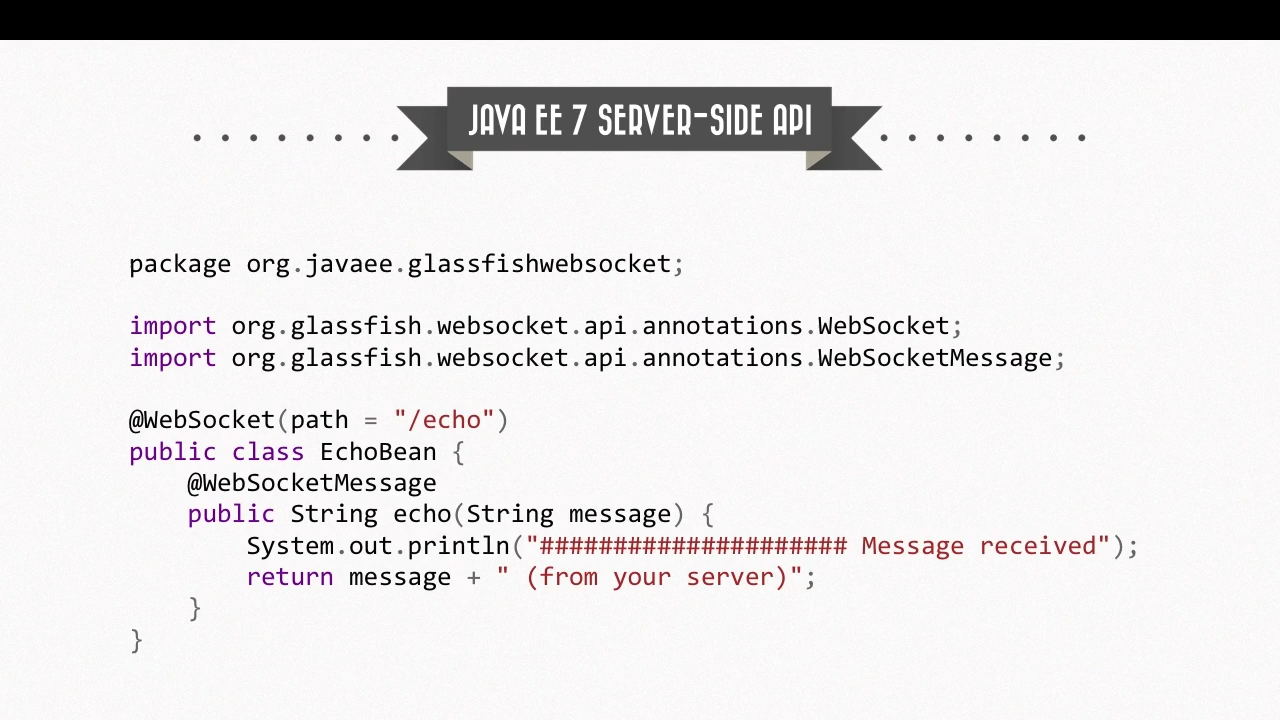 JAVA EE 7 SERVER-SIDE API
package org.javaee.glassfishwebsocket;
import org.glassfish.websocket.api.annotations.WebSocket;
import org.glassfish.websocket.api.annotations.WebSocketMessage;
@WebSocket(path = "/echo")
public class EchoBean {
    @WebSocketMessage
    public String echo(String message) {
        System.out.println("##################### Message received");
        return message + " (from your server)";
    }
}